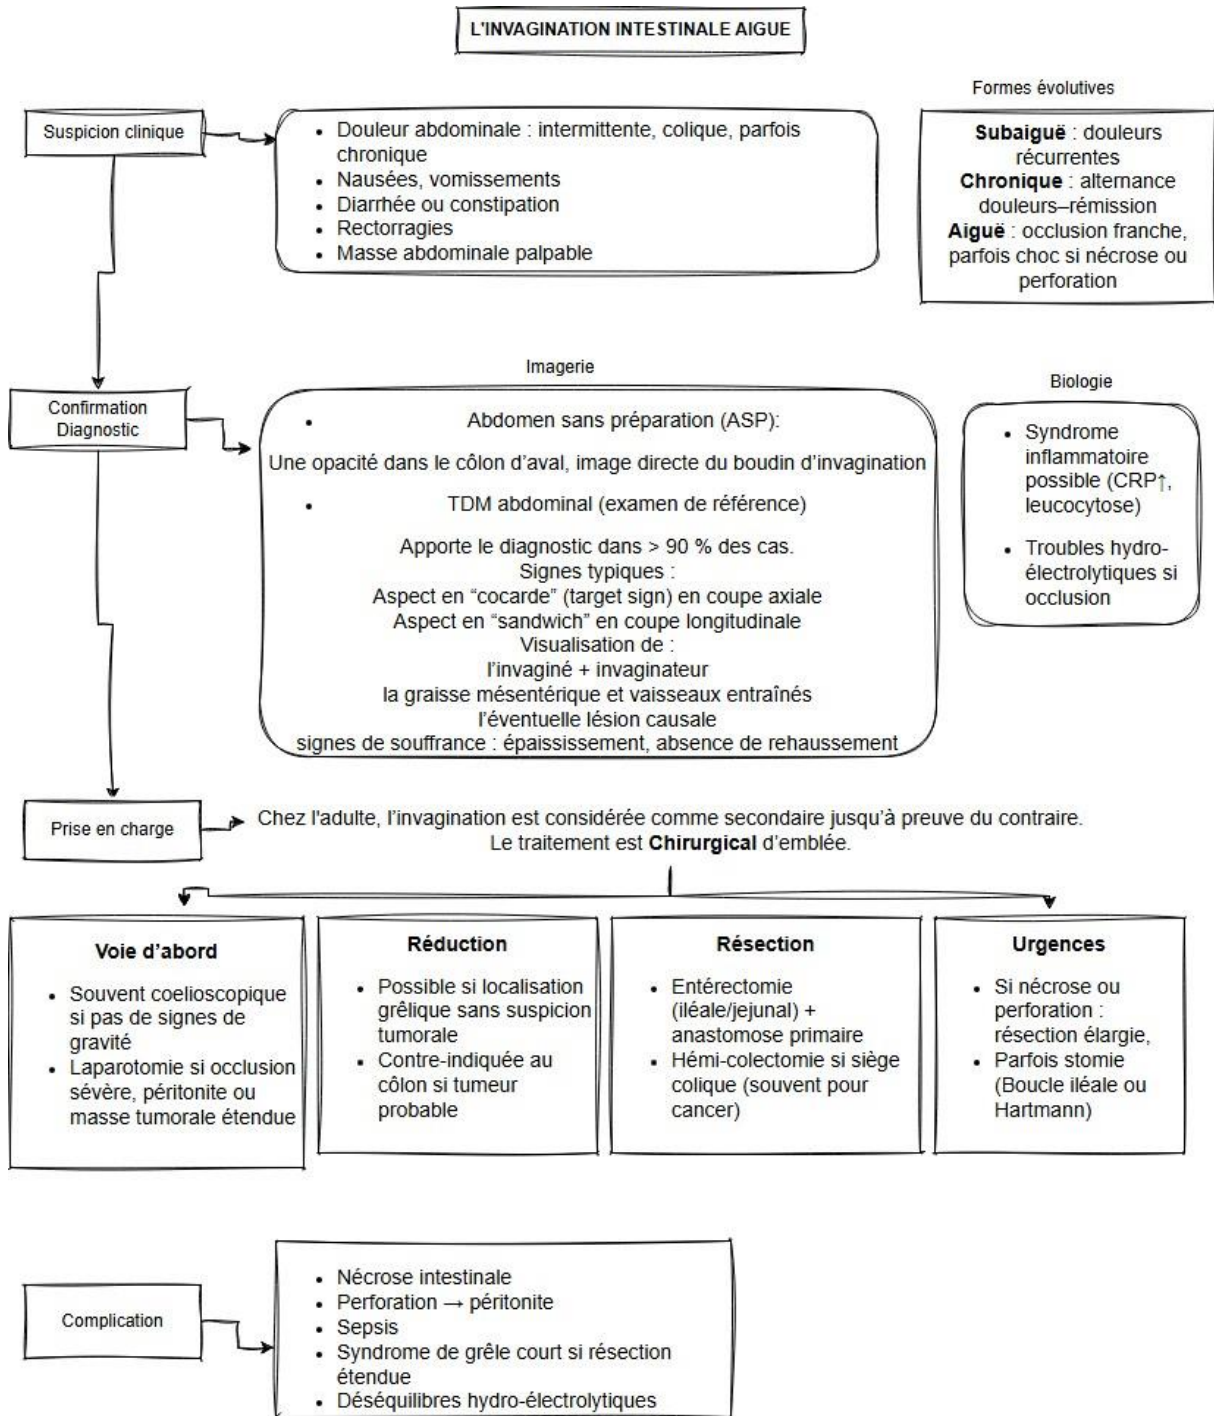 L'INVAGINATION INTESTINALE AIGUE
Suspicion clinique
• Douleur abdominale : intermittente, colique, parfois
chronique
• Nausées, vomissements
• Diarrhée ou constipation
• Rectorragies
• Masse abdominale palpable
Formes évolutives
Subaiguë : douleurs
récurrentes
Chronique : alternance
douleurs–rémission
Aiguë : occlusion franche,
parfois choc si nécrose ou
perforation
Confirmation
Diagnostic
Imagerie
• Abdomen sans préparation (ASP):
Une opacité dans le côlon d’aval, image directe du boudin d’invagination
• TDM abdominal (examen de référence)
Apporte le diagnostic dans > 90 % des cas.
Signes typiques :
Aspect en “cocarde” (target sign) en coupe axiale
Aspect en “sandwich” en coupe longitudinale
Visualisation de :
l’invaginé + invaginateur
la graisse mésentérique et vaisseaux entraînés
l’éventuelle lésion causale
signes de souffrance : épaississement, absence de rehaussement
Biologie
• Syndrome
inflammatoire
possible (CRP↑,
leucocytose)
• Troubles hydro-
électrolytiques si
occlusion
Prise en charge
Chez l'adulte, l’invagination est considérée comme secondaire jusqu’à preuve du contraire.
Le traitement est Chirurgical d’emblée.
Voie d’abord
• Souvent coelioscopique
si pas de signes de
gravité
• Laparotomie si occlusion
sévère, péritonite ou
masse tumorale étendue
Réduction
• Possible si localisation
grêlique sans suspicion
tumorale
• Contre-indiquée au
côlon si tumeur
probable
Résection
• Entérectomie
(iléale/jejunal) +
anastomose primaire
• Hémi-colectomie si siège
colique (souvent pour
cancer)
Urgences
• Si nécrose ou
perforation :
résection élargie,
• Parfois stomie
(Boucle iléale ou
Hartmann)
Complication
• Nécrose intestinale
• Perforation → péritonite
• Sepsis
• Syndrome de grêle court si résection
étendue
• Déséquilibres hydro-électrolytiques